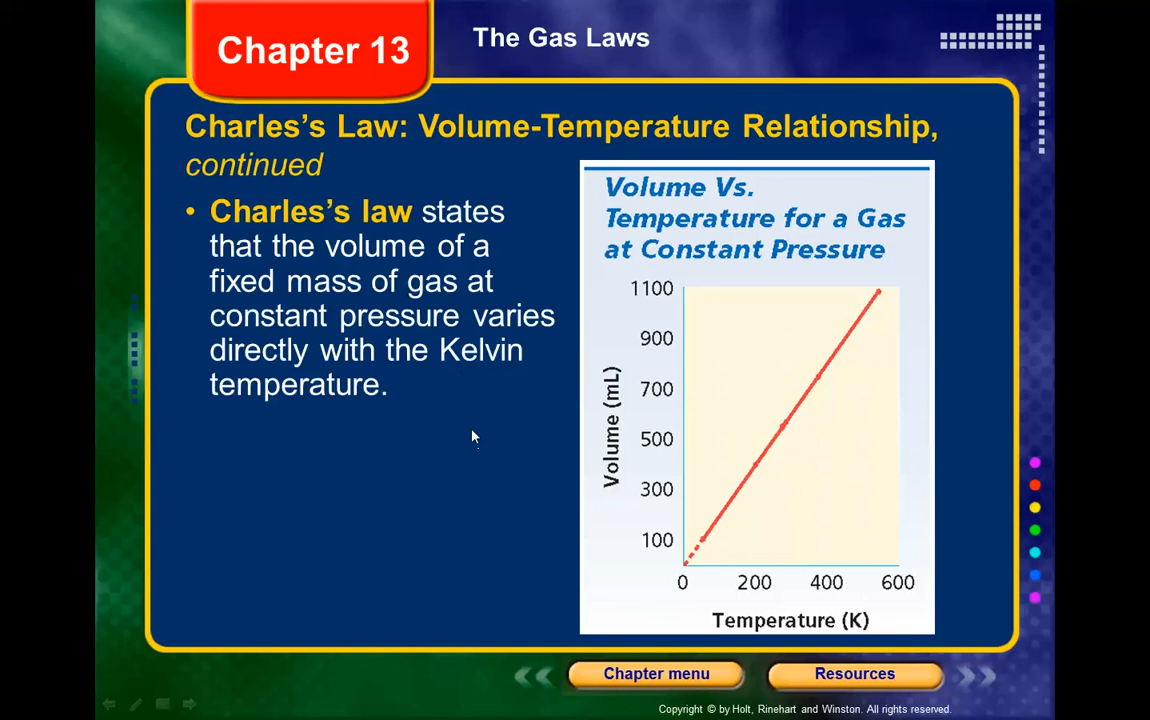 Chapter 13
The Gas Laws
Charles’s Law: Volume-Temperature Relationship,
continued
• Charles’s law states
that the volume of a
fixed mass of gas at
constant pressure varies
directly with the Kelvin
temperature.
Volume Vs.
Temperature for a Gas
at Constant Pressure
1100
900
700
500
300
100
Volume (mL)
0 200 400 600
Temperature (K)
Chapter menu
Resources
Copyright © by Holt, Rinehart and Winston. All rights reserved.